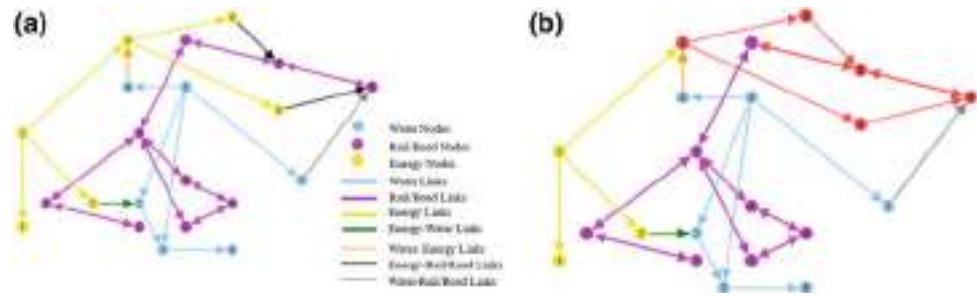 (a)
(b)
Water Nodes
Rail/Road Nodes
Energy Nodes
Water Links
Rail/Road Links
Energy Links
Energy-Water Links
Water-Energy Links
Energy-Rail/Road Links
Water-Rail/Road Links